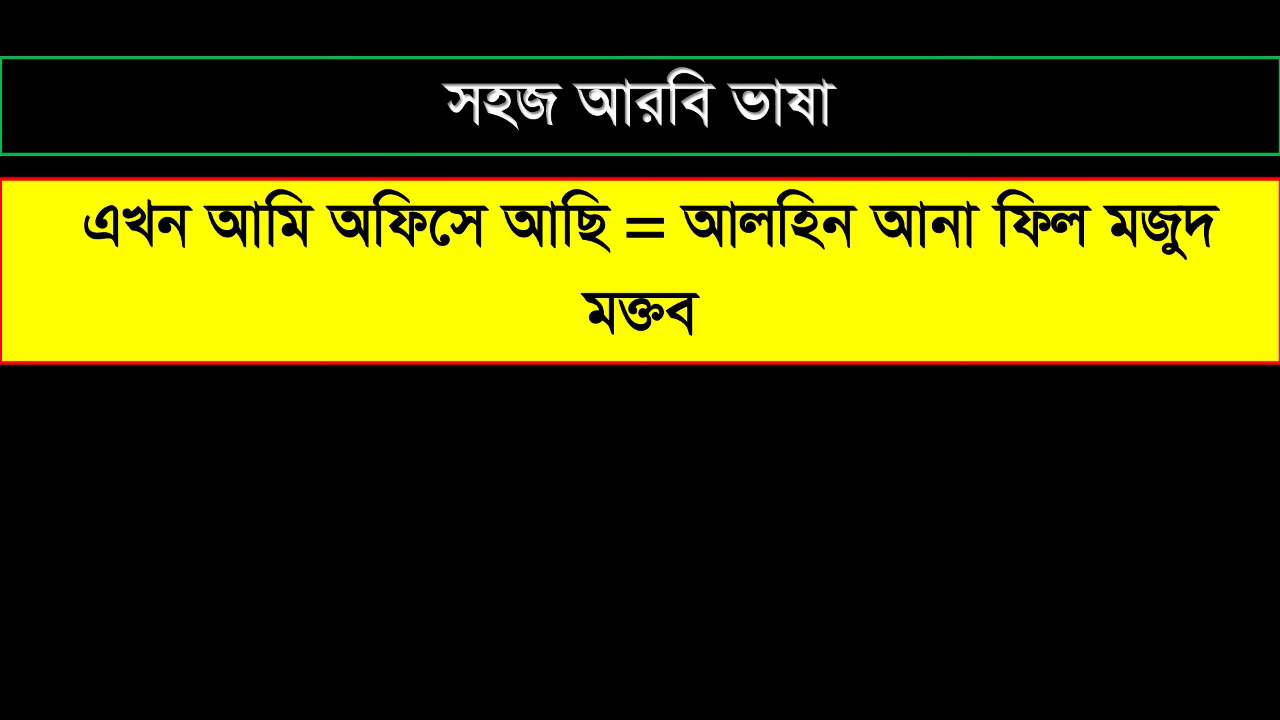 সহজ আরবি ভাষা
এখন আমি অফিসে আছি = আলহিন আনা ফিল মজুদ
মক্তব